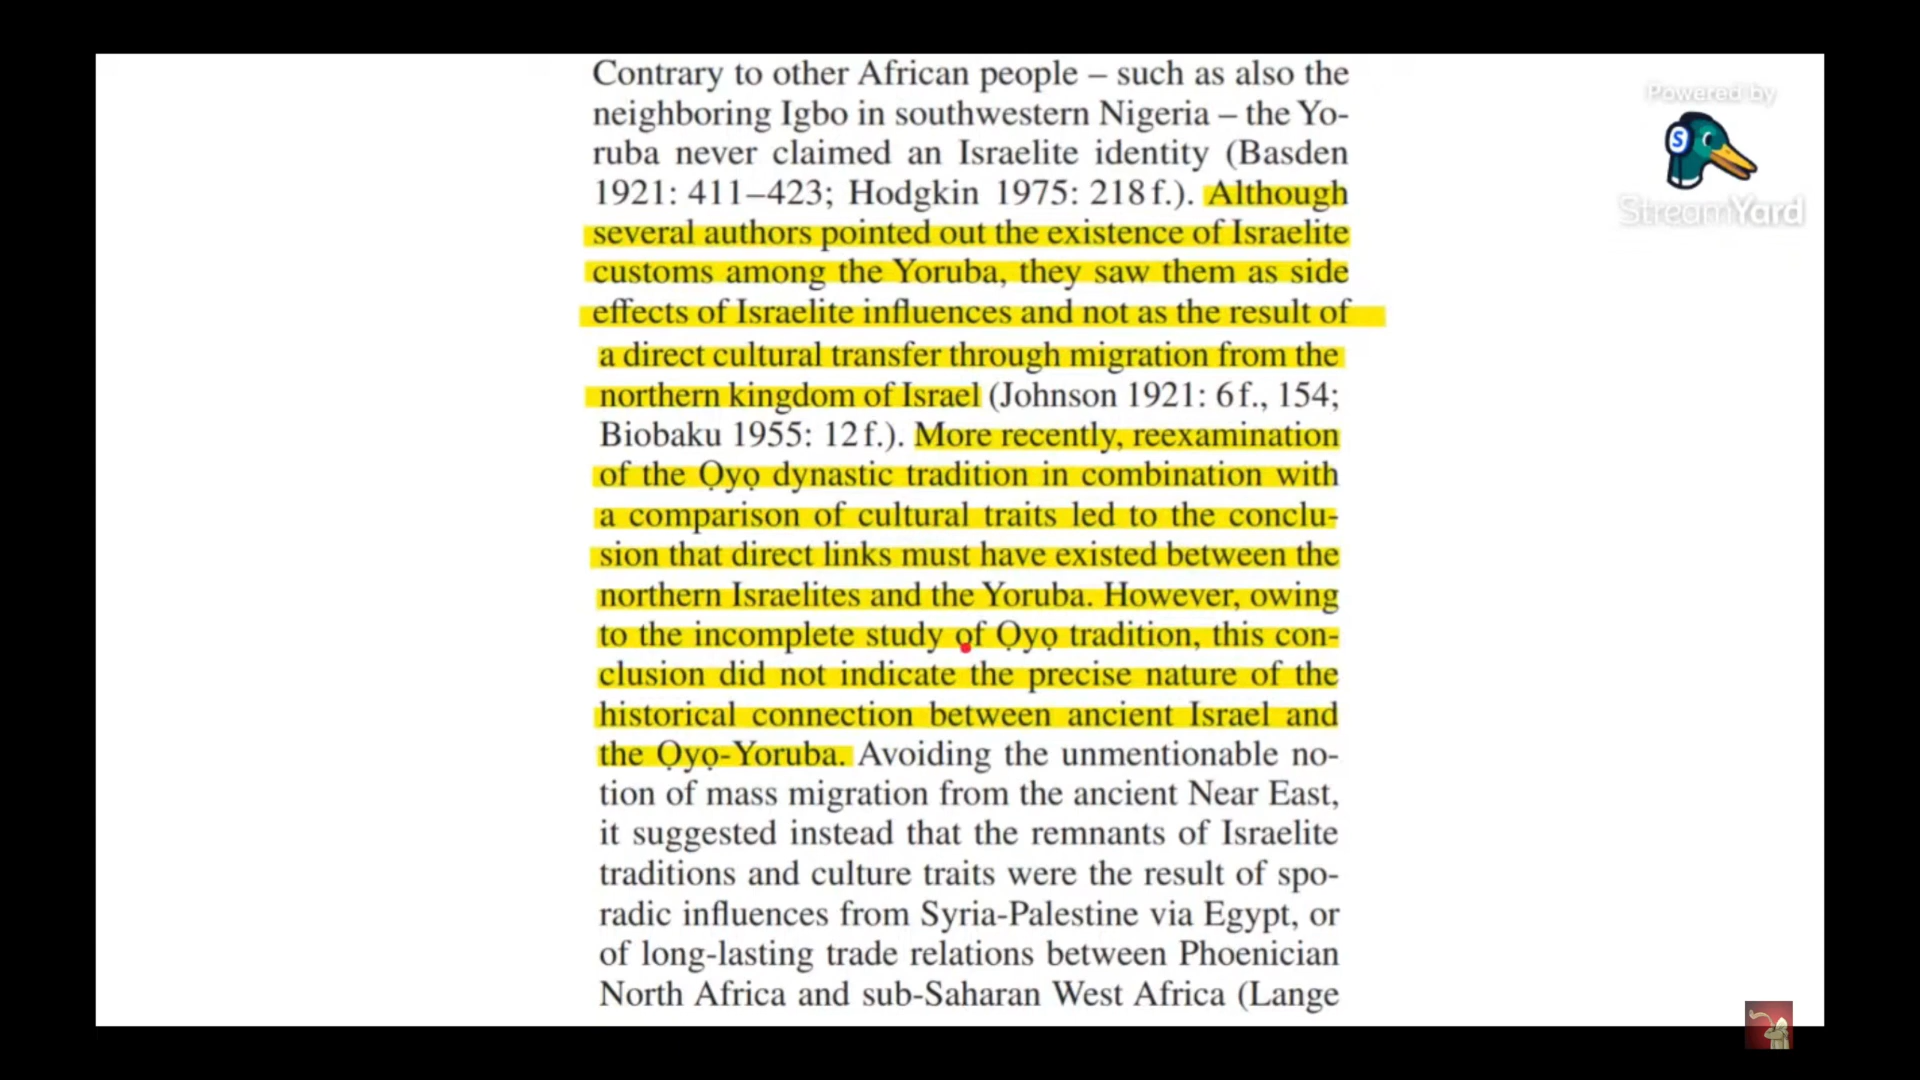 Contrary to other African people – such as also the
neighboring Igbo in southwestern Nigeria – the Yo-
ruba never claimed an Israelite identity (Basden
1921: 411–423; Hodgkin 1975: 218 f.). Although
several authors pointed out the existence of Israelite
customs among the Yoruba, they saw them as side
effects of Israelite influences and not as the result of
a direct cultural transfer through migration from the
northern kingdom of Israel (Johnson 1921: 6 f., 154;
Biobaku 1955: 12 f.). More recently, reexamination
of the Ọyọ dynastic tradition in combination with
a comparison of cultural traits led to the conclu-
sion that direct links must have existed between the
northern Israelites and the Yoruba. However, owing
to the incomplete study of Ọyọ tradition, this con-
clusion did not indicate the precise nature of the
historical connection between ancient Israel and
the Ọyọ-Yoruba. Avoiding the unmentionable no-
tion of mass migration from the ancient Near East,
it suggested instead that the remnants of Israelite
traditions and culture traits were the result of spo-
radic influences from Syria-Palestine via Egypt, or
of long-lasting trade relations between Phoenician
North Africa and sub-Saharan West Africa (Lange
Powered by
S
StreamYard